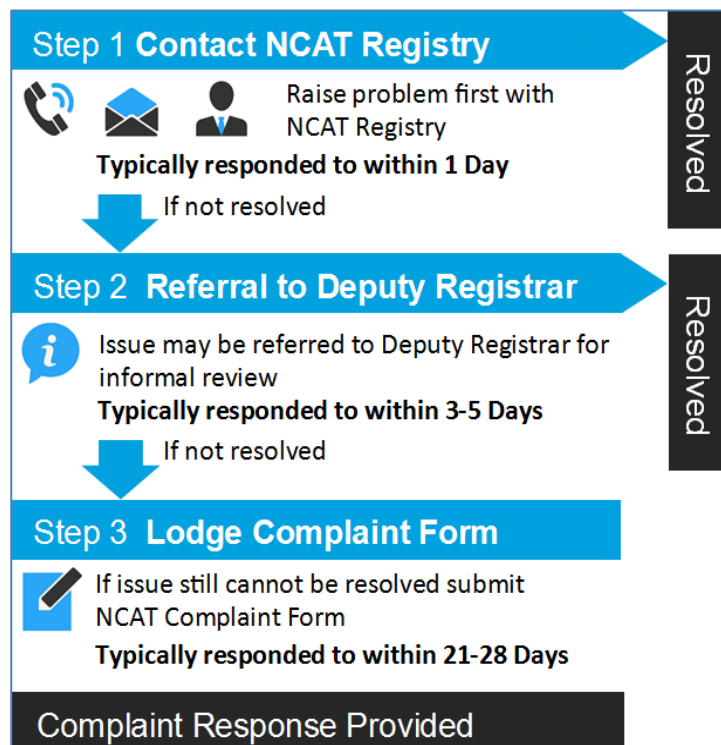 Step 1 Contact NCAT Registry
Resolved
Raise problem first with
NCAT Registry
Typically responded to within 1 Day
If not resolved
Step 2 Referral to Deputy Registrar
Resolved
Issue may be referred to Deputy Registrar for
informal review
Typically responded to within 3-5 Days
If not resolved
Step 3 Lodge Complaint Form
If issue still cannot be resolved submit
NCAT Complaint Form
Typically responded to within 21-28 Days
Complaint Response Provided